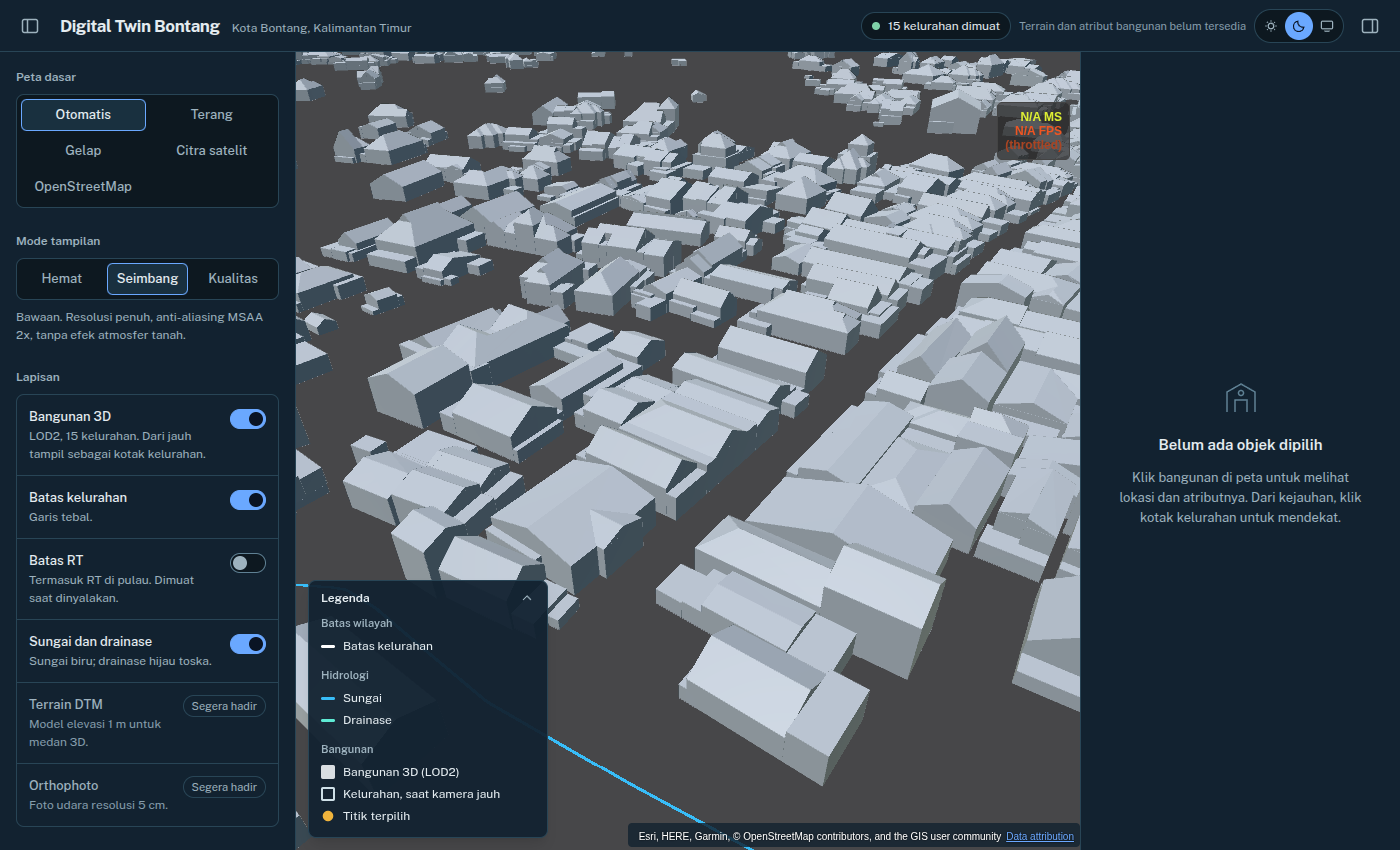 Digital Twin Bontang
Kota Bontang, Kalimantan Timur
15 kelurahan dimuat
Terrain dan atribut bangunan belum tersedia
Peta dasar
Otomatis
Terang
Gelap
Citra satelit
OpenStreetMap
Mode tampilan
Hemat
Seimbang
Kualitas
Bawaan. Resolusi penuh, anti-aliasing MSAA
2x, tanpa efek atmosfer tanah.
Lapisan
Bangunan 3D
LOD2, 15 kelurahan. Dari jauh
tampil sebagai kotak kelurahan.
Batas kelurahan
Garis tebal.
Batas RT
Termasuk RT di pulau. Dimuat
saat dinyalakan.
Sungai dan drainase
Sungai biru; drainase hijau toska.
Terrain DTM
Segera hadir
Model elevasi 1 m untuk
medan 3D.
Orthophoto
Segera hadir
Foto udara resolusi 5 cm.
N/A MS
N/A FPS
(throttled)
Legenda
Batas wilayah
Batas kelurahan
Hidrologi
Sungai
Drainase
Bangunan
Bangunan 3D (LOD2)
Kelurahan, saat kamera jauh
Titik terpilih
Esri, HERE, Garmin, © OpenStreetMap contributors, and the GIS user community Data attribution
Belum ada objek dipilih
Klik bangunan di peta untuk melihat
lokasi dan atributnya. Dari kejauhan, klik
kotak kelurahan untuk mendekat.